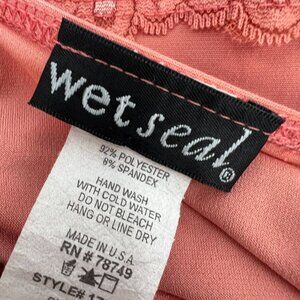 wet seal®
92% POLYESTER
8% SPANDEX
HAND WASH
WITH COLD WATER
DO NOT BLEACH
HANG OR LINE DRY
MADE IN U.S.A.
RN # 78749
STYLE#